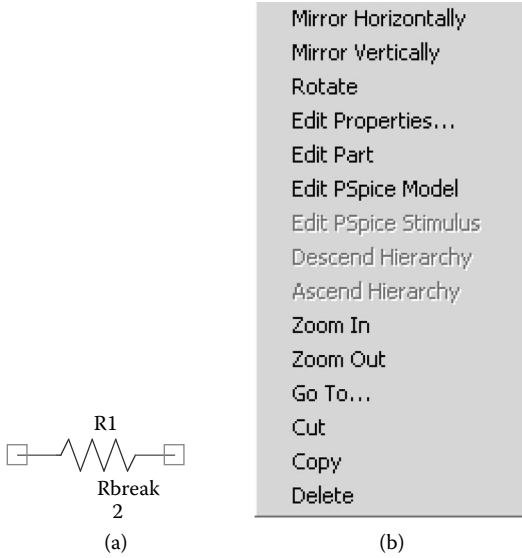 R1
Rbreak
2
(a)
Mirror Horizontally
Mirror Vertically
Rotate
Edit Properties...
Edit Part
Edit PSpice Model
Edit PSpice Stimulus
Descend Hierarchy
Ascend Hierarchy
Zoom In
Zoom Out
Go To...
Cut
Copy
Delete
(b)